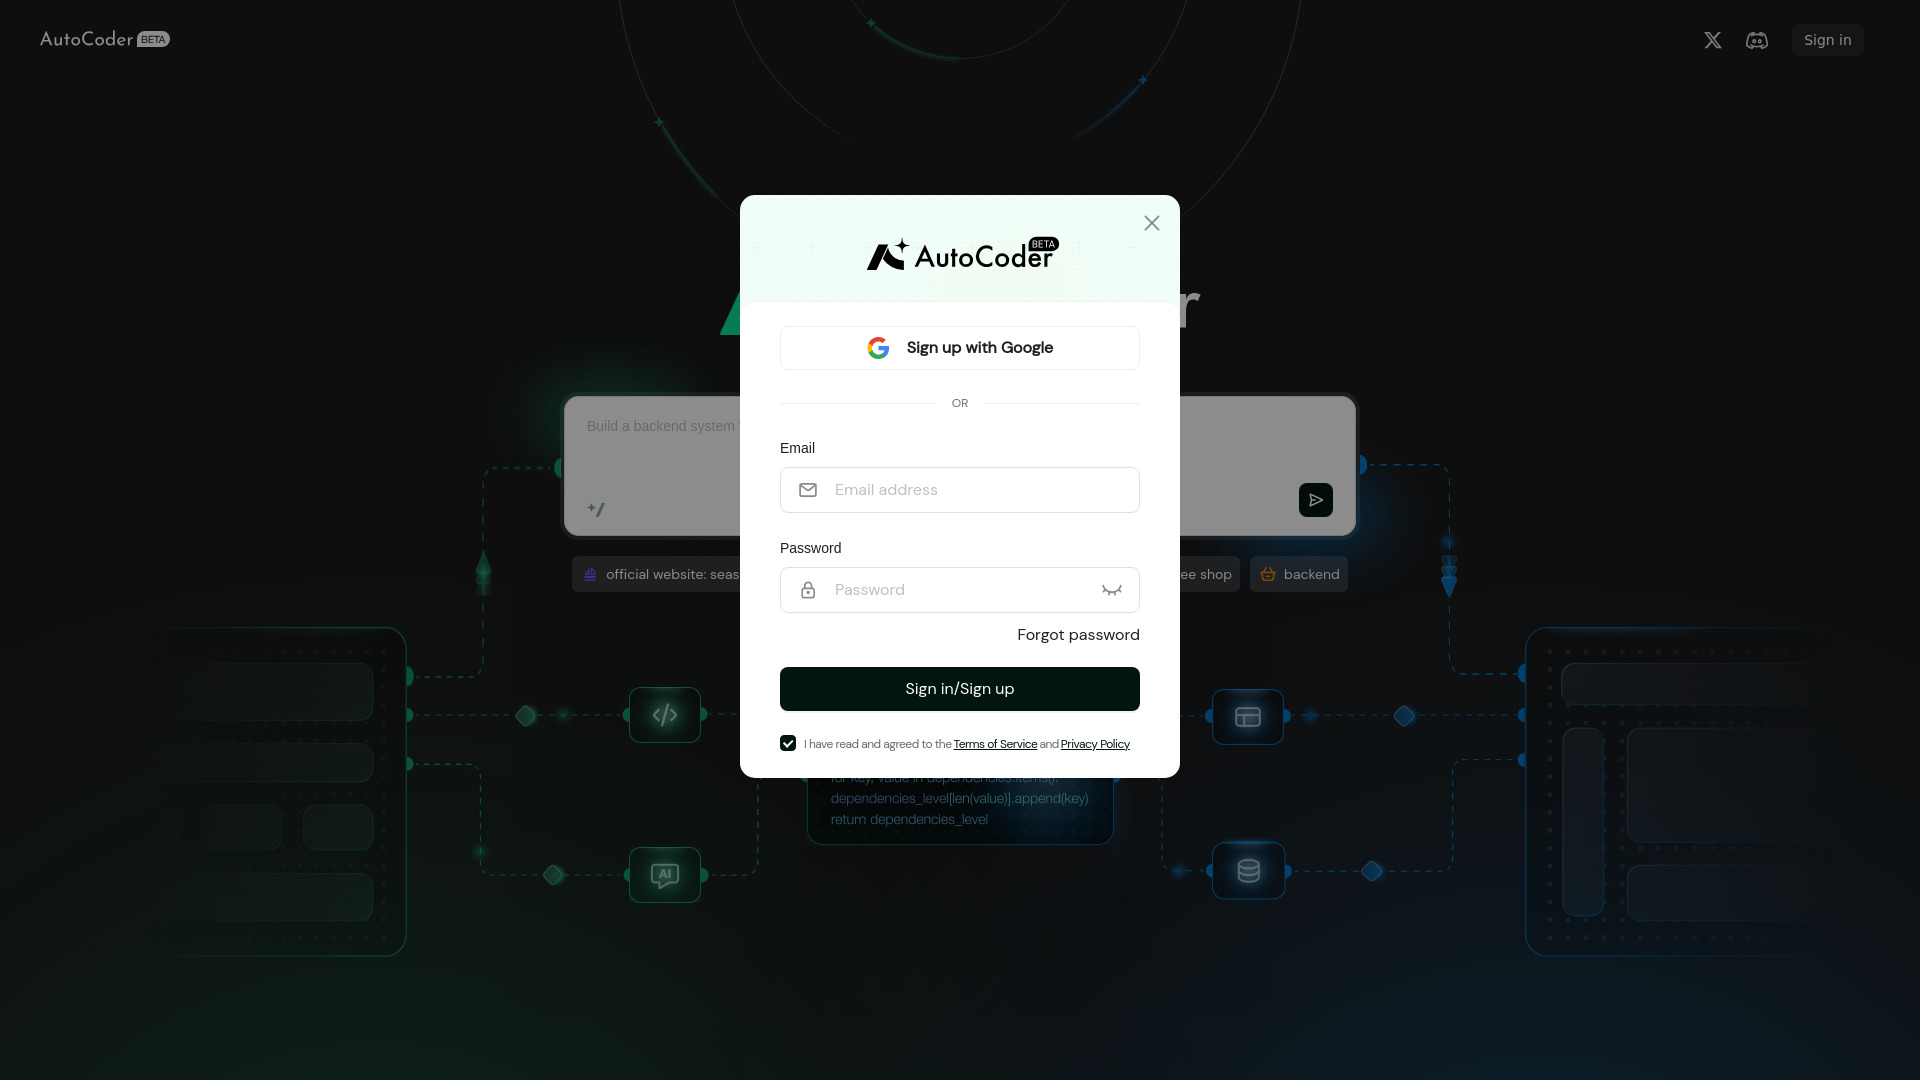 AutoCoder BETA
Sign in
AutoCoder BETA
r
Sign up with Google
OR
Build a backend system
Email
Email address
Password
Password
official website: seas
ee shop
backend
Forgot password
Sign in/Sign up
I have read and agreed to the Terms of Service and Privacy Policy
for key, value in dependencies.items():
dependencies_level[len(value)].append(key)
return dependencies_level
AI